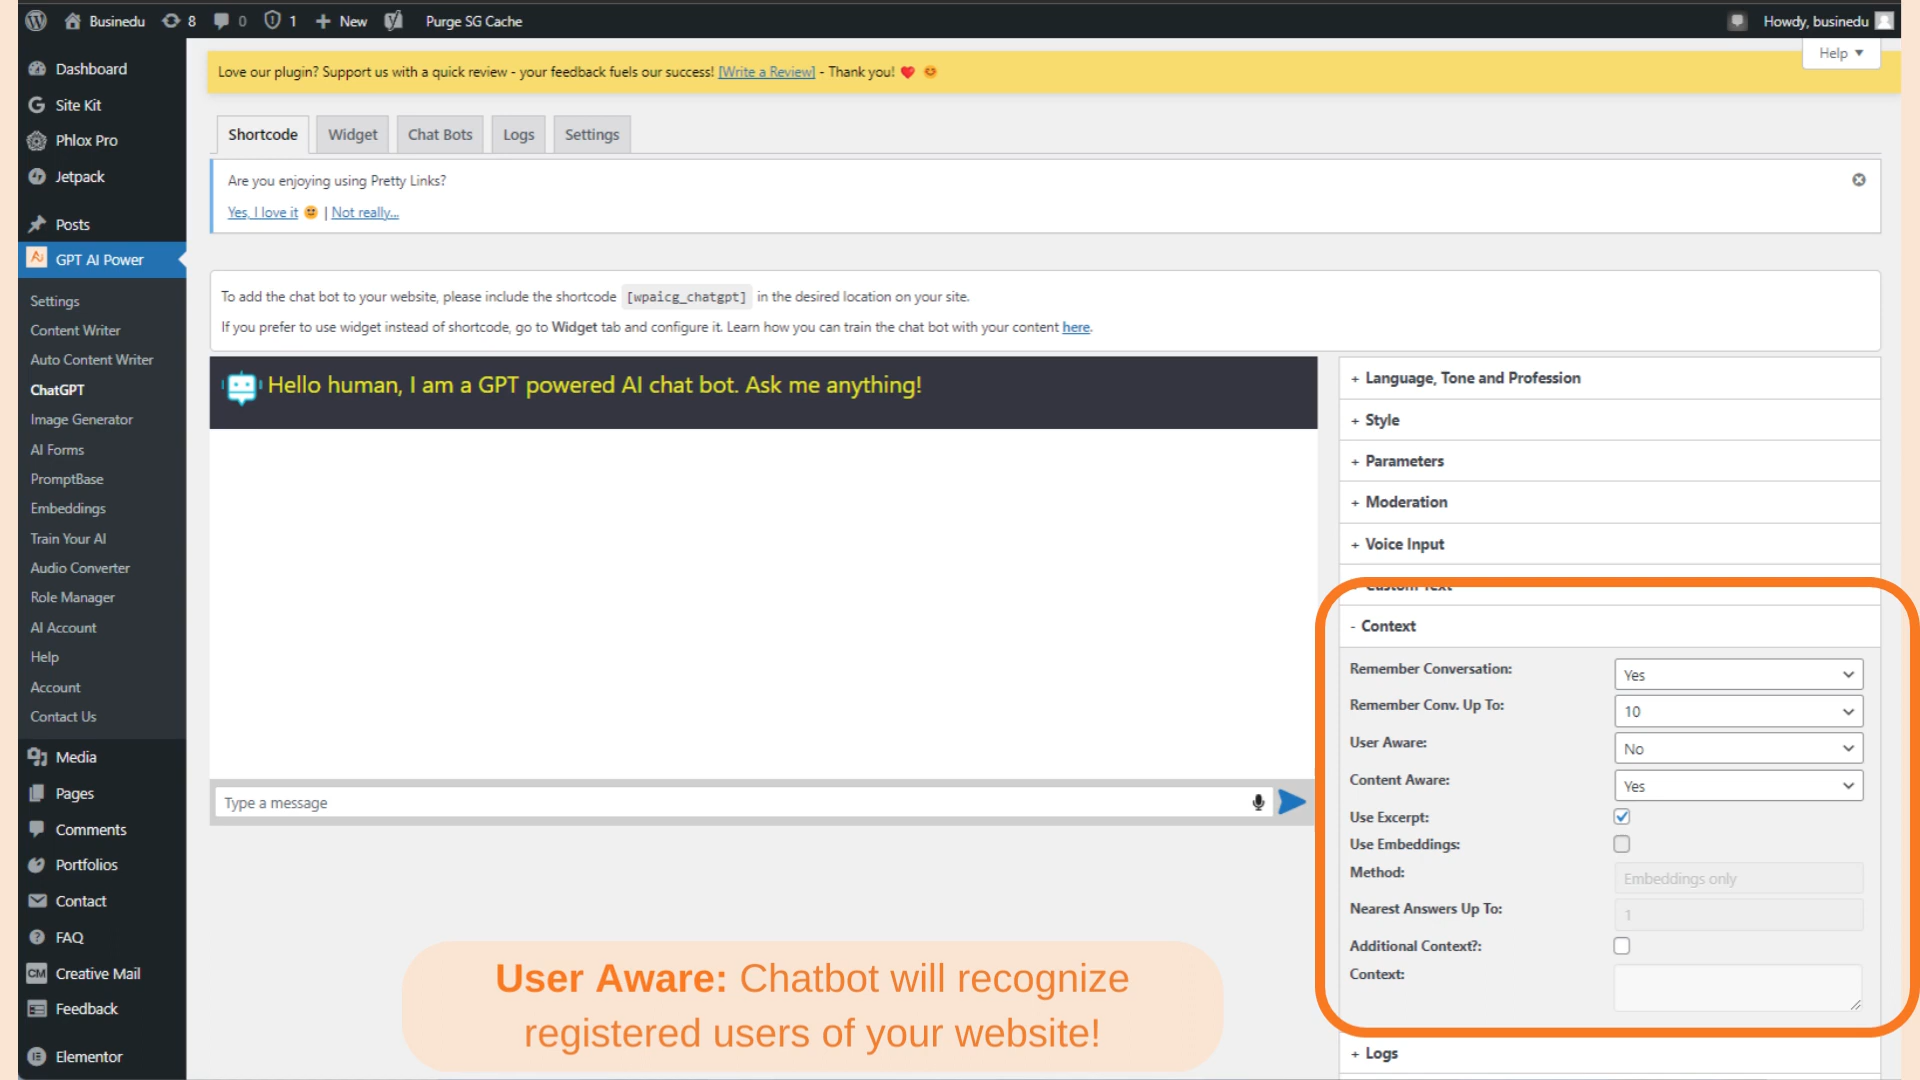 Businedu 8 0 1 New Purge SG Cache Howdy, businedu
Help
Dashboard
Site Kit
Phlox Pro
Jetpack
Posts
GPT AI Power
Settings
Content Writer
Auto Content Writer
ChatGPT
Image Generator
AI Forms
PromptBase
Embeddings
Train Your AI
Audio Converter
Role Manager
AI Account
Help
Account
Contact Us
Media
Pages
Comments
Portfolios
Contact
FAQ
CM Creative Mail
Feedback
Elementor
Love our plugin? Support us with a quick review - your feedback fuels our success! [Write a Review] - Thank you!
Shortcode Widget Chat Bots Logs Settings
Are you enjoying using Pretty Links?
Yes, I love it | Not really...
To add the chat bot to your website, please include the shortcode [wpaicg_chatgpt] in the desired location on your site.
If you prefer to use widget instead of shortcode, go to Widget tab and configure it. Learn how you can train the chat bot with your content here.
Hello human, I am a GPT powered AI chat bot. Ask me anything!
Type a message
+ Language, Tone and Profession
+ Style
+ Parameters
+ Moderation
+ Voice Input
Custom Text
- Context
Remember Conversation: Yes
Remember Conv. Up To: 10
User Aware: No
Content Aware: Yes
Use Excerpt:
Use Embeddings:
Method: Embeddings only
Nearest Answers Up To: 1
Additional Context?:
Context:
+ Logs
User Aware: Chatbot will recognize
registered users of your website!